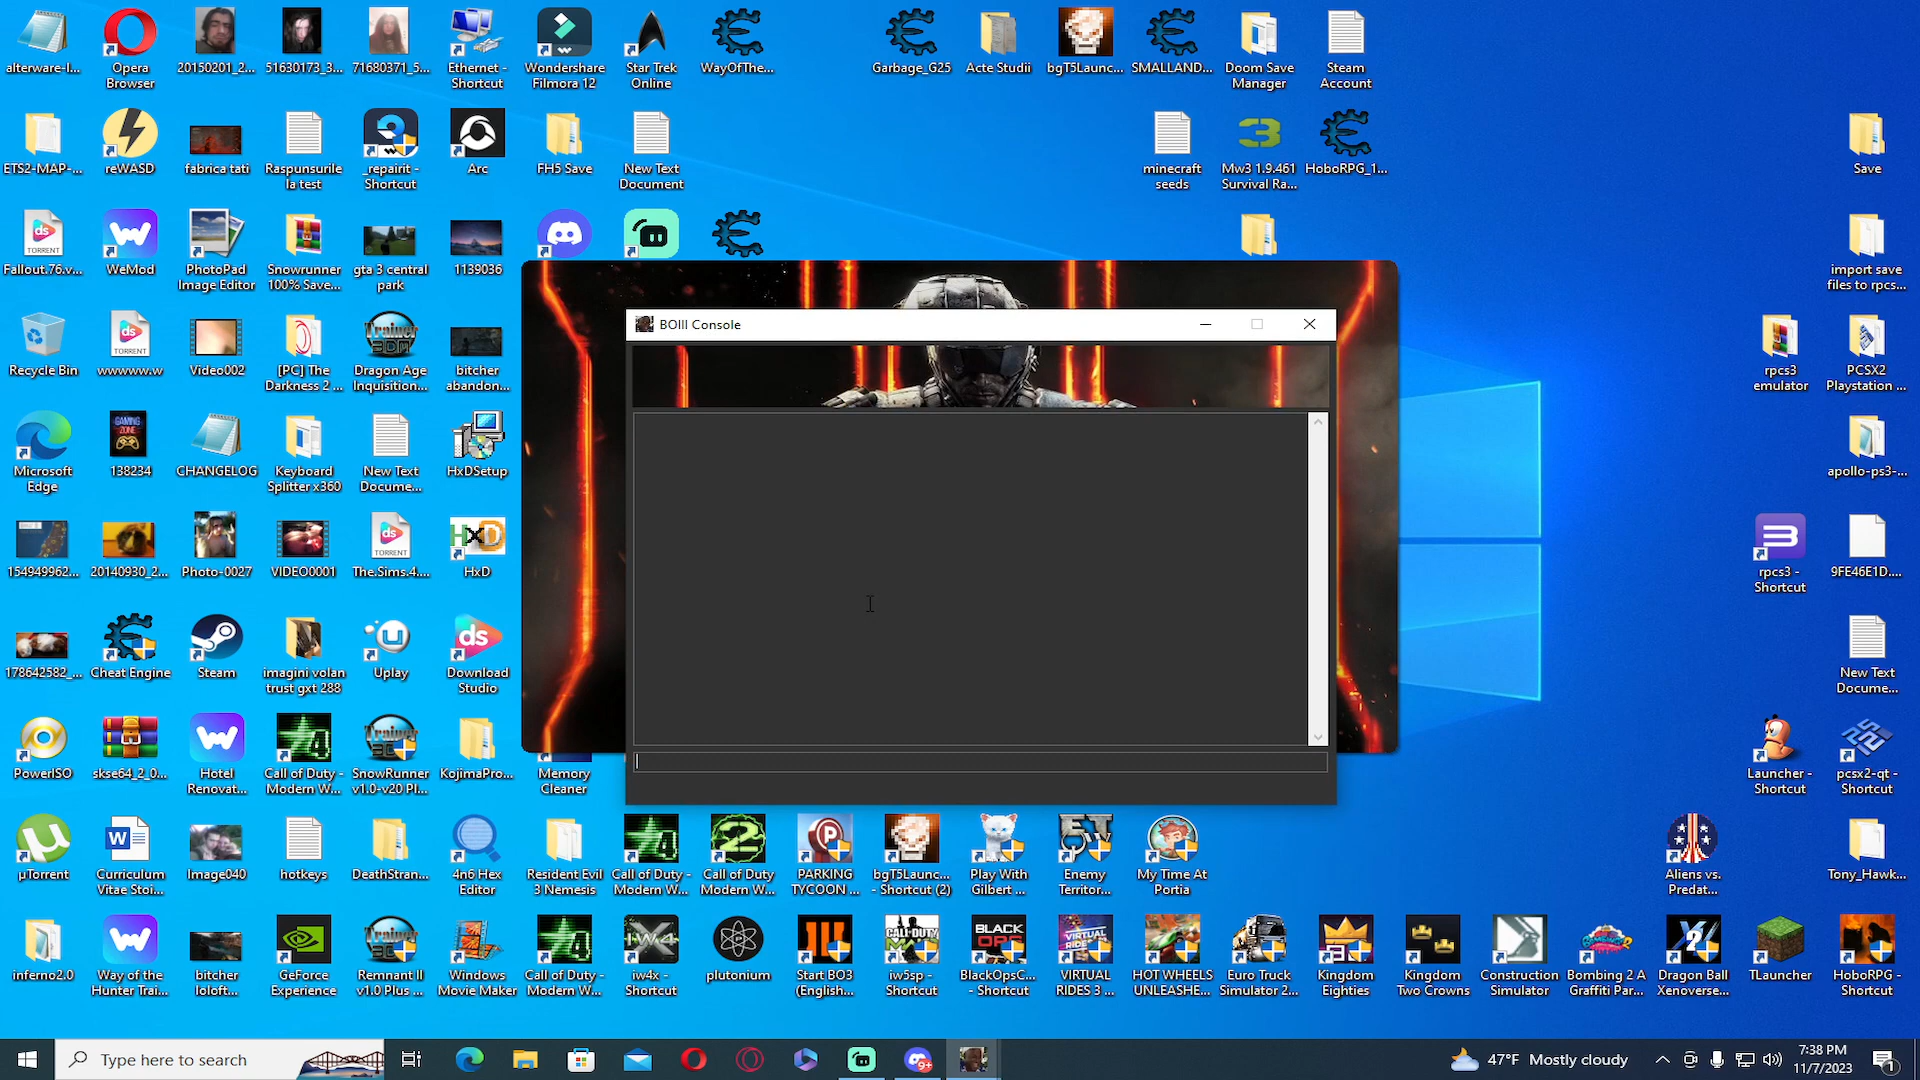 alterware-l...
Opera
Browser
20150201_2...
51630173_3...
71680371_5...
Ethernet -
Shortcut
Wondershare
Filmora 12
Star Trek
Online
WayOfThe...
Garbage_G25
Acte Studii
bgT5Launc...
SMALLAND...
Doom Save
Manager
Steam
Account
ETS2-MAP-...
reWASD
fabrica tati
Raspunsurile
la test
_repairit -
Shortcut
Arc
FH5 Save
New Text
Document
minecraft
seeds
Mw3 1.9.461
Survival Ra...
HoboRPG_1...
Save
Fallout.76.v...
WeMod
PhotoPad
Image Editor
Snowrunner
100% Save...
gta 3 central
park
1139036
import save
files to rpcs...
BOIII Console
Recycle Bin
wwwwww.w
Video002
[PC] The
Darkness 2 ...
Dragon Age
Inquisition...
bitcher
abandon...
rpcs3
emulator
PCSX2
Playstation ...
Microsoft
Edge
138234
CHANGELOG
Keyboard
Splitter x360
New Text
Docume...
HxDSetup
apollo-ps3-...
154949962...
20140930_2...
Photo-0027
VIDEO0001
The.Sims.4....
HxD
rpcs3 -
Shortcut
9FE46E1D....
178642582_...
Cheat Engine
Steam
imagini volan
trust gxt 288
Uplay
Download
Studio
New Text
Docume...
PowerISO
skse64_2_0...
Hotel
Renovat...
Call of Duty -
Modern W...
SnowRunner
v1.0-v20 Pl...
KojimaPro...
Memory
Cleaner
Launcher -
Shortcut
pcsx2-qt -
Shortcut
µTorrent
Curriculum
Vitae Stoi...
Image040
hotkeys
DeathStran...
4n6 Hex
Editor
Resident Evil
3 Nemesis
Call of Duty -
Modern W...
Call of Duty
Modern W...
PARKING
TYCOON ...
bgT5Launc...
- Shortcut (2)
Play With
Gilbert ...
Enemy
Territor...
My Time At
Portia
Aliens vs.
Predat...
Tony_Hawk...
inferno2.0
Way of the
Hunter Trai...
bitcher
loloft...
GeForce
Experience
Remnant II
v1.0 Plus ...
Windows
Movie Maker
Call of Duty -
Modern W...
iw4x -
Shortcut
plutonium
Start BO3
(English...
iw5sp -
Shortcut
BlackOpsC...
- Shortcut
VIRTUAL
RIDES 3 ...
HOT WHEELS
UNLEASHE...
Euro Truck
Simulator 2...
Kingdom
Eighties
Kingdom
Two Crowns
Construction
Simulator
Bombing 2 A
Graffiti Par...
Dragon Ball
Xenoverse...
TLauncher
HoboRPG -
Shortcut
Type here to search
9+
47°F Mostly cloudy
7:38 PM
11/7/2023
1